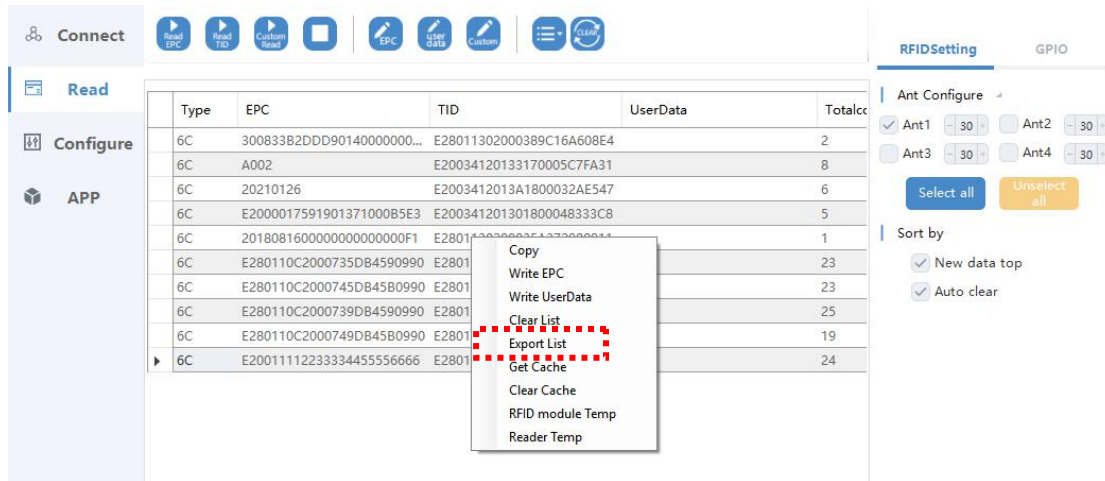 Connect
Read
Configure
APP
Read EPC
Read TID
Custom Read
EPC
user data
Custom
CLEAR
Type EPC TID UserData Totalcc
6C 300833B2DDD90140000000... E28011302000389C16A608E4 2
6C A002 E20034120133170005C7FA31 8
6C 20210126 E2003412013A1800032AE547 6
6C E2000017591901371000B5E3 E200341201301800048333C8 5
6C 2018081600000000000000F1 1
6C E280110C2000735DB4590990 E2801 23
6C E280110C2000745DB45B0990 E2801 23
6C E280110C2000739DB4590990 E2801 25
6C E280110C2000749DB45B0990 E2801 19
6C E20011112233334455556666 E2801 24
Copy
Write EPC
Write UserData
Clear List
Export List
Get Cache
Clear Cache
RFID module Temp
Reader Temp
RFIDSetting GPIO
Ant Configure
Ant1 - 30 + Ant2 - 30 +
Ant3 - 30 + Ant4 - 30 +
Select all Unselect all
Sort by
New data top
Auto clear